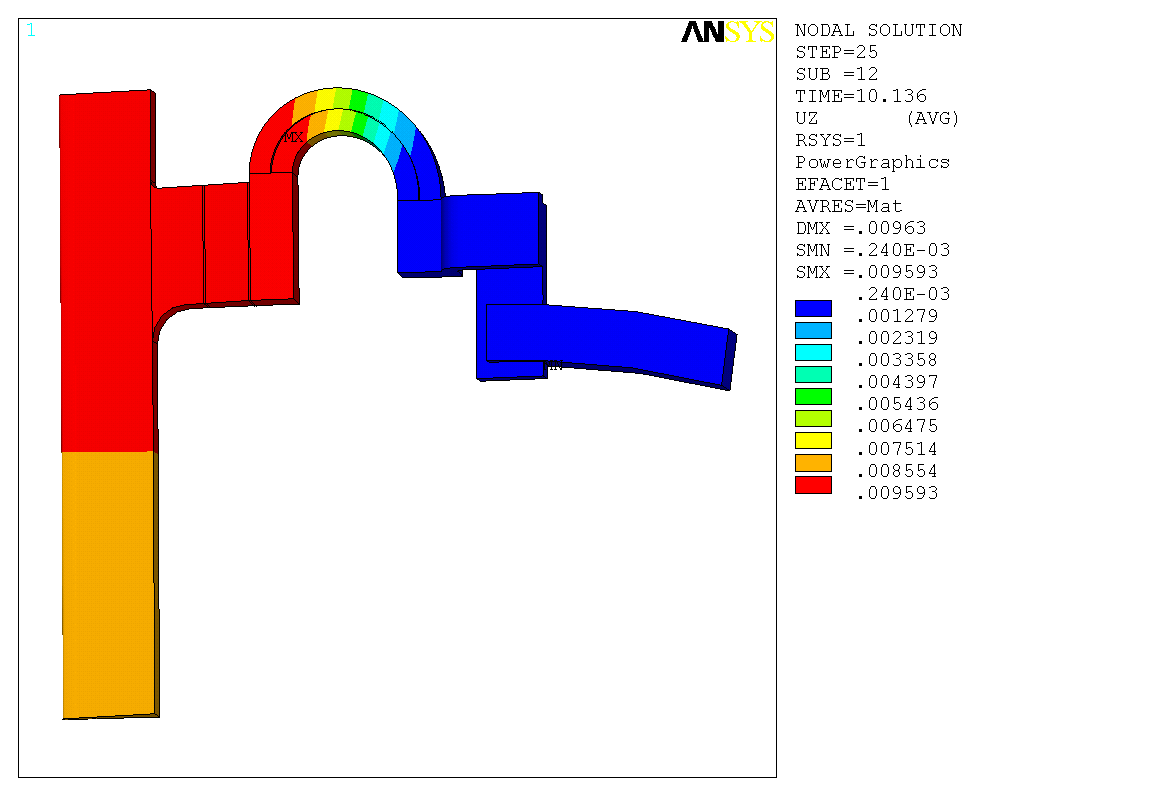 1
ANSYS
NODAL SOLUTION
STEP=25
SUB =12
TIME=10.136
UZ (AVG)
RSYS=1
PowerGraphics
EFACET=1
AVRES=Mat
DMX =.00963
SMN =.240E-03
SMX =.009593
.240E-03
.001279
.002319
.003358
.004397
.005436
.006475
.007514
.008554
.009593
MX